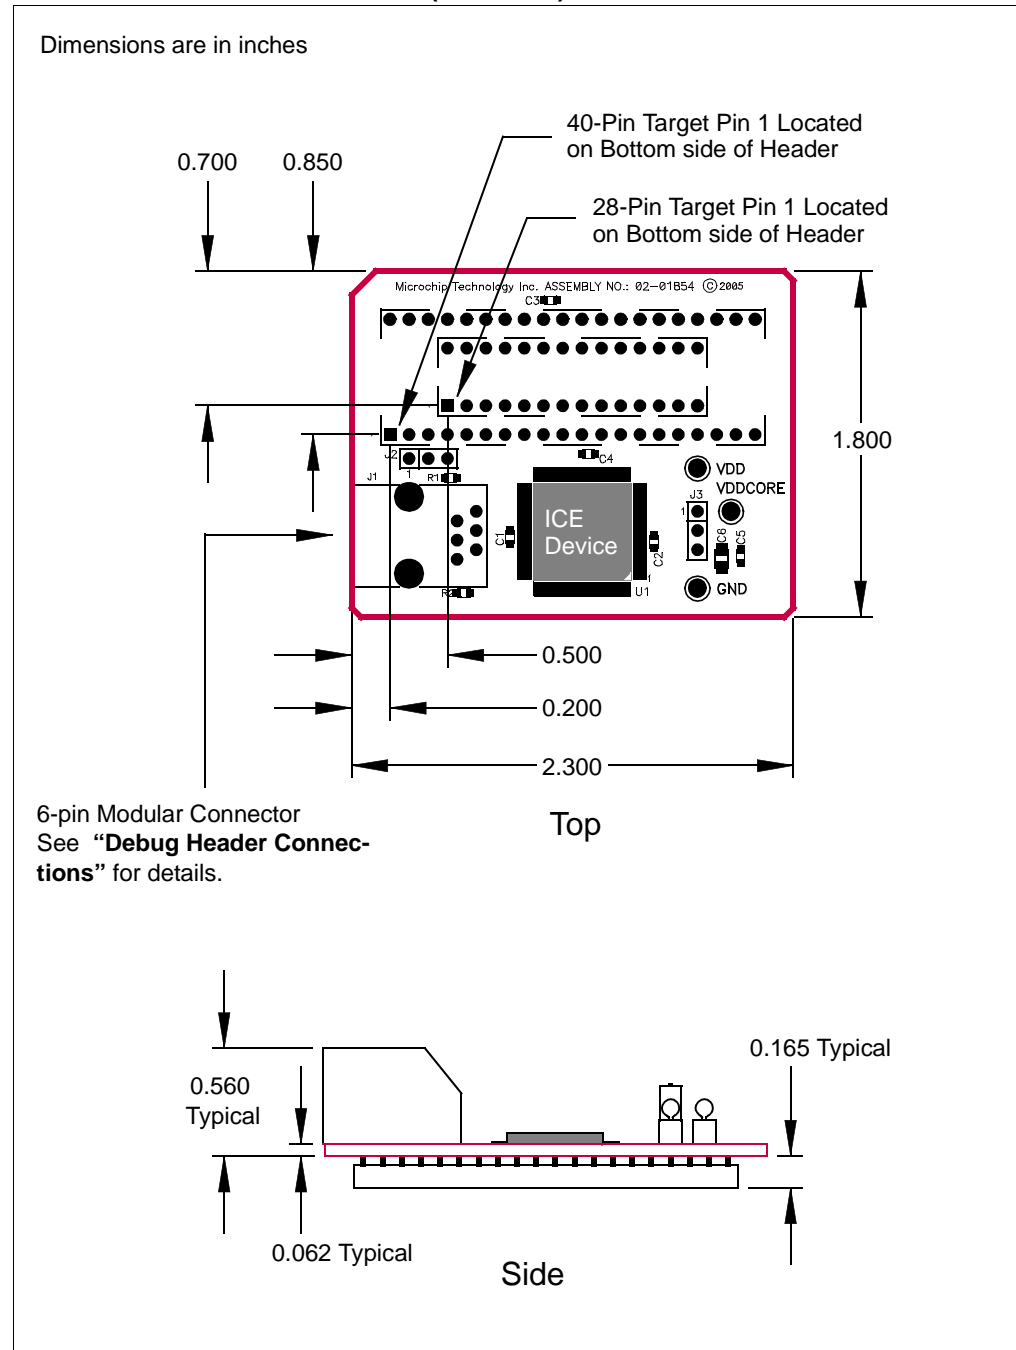 Dimensions are in inches
40-Pin Target Pin 1 Located
on Bottom side of Header
0.700
0.850
28-Pin Target Pin 1 Located
on Bottom side of Header
Microchip Technology Inc. ASSEMBLY NO.: 02-01854 © 2005
C3
1.800
J2
C4
J1
1
R1
VDD
VDDCORE
J3
1
ICE
Device
C1
C2
C6
C5
1
U1
GND
0.500
0.200
2.300
6-pin Modular Connector
See “Debug Header Connec-
tions” for details.
Top
0.165 Typical
0.560
Typical
0.062 Typical
Side